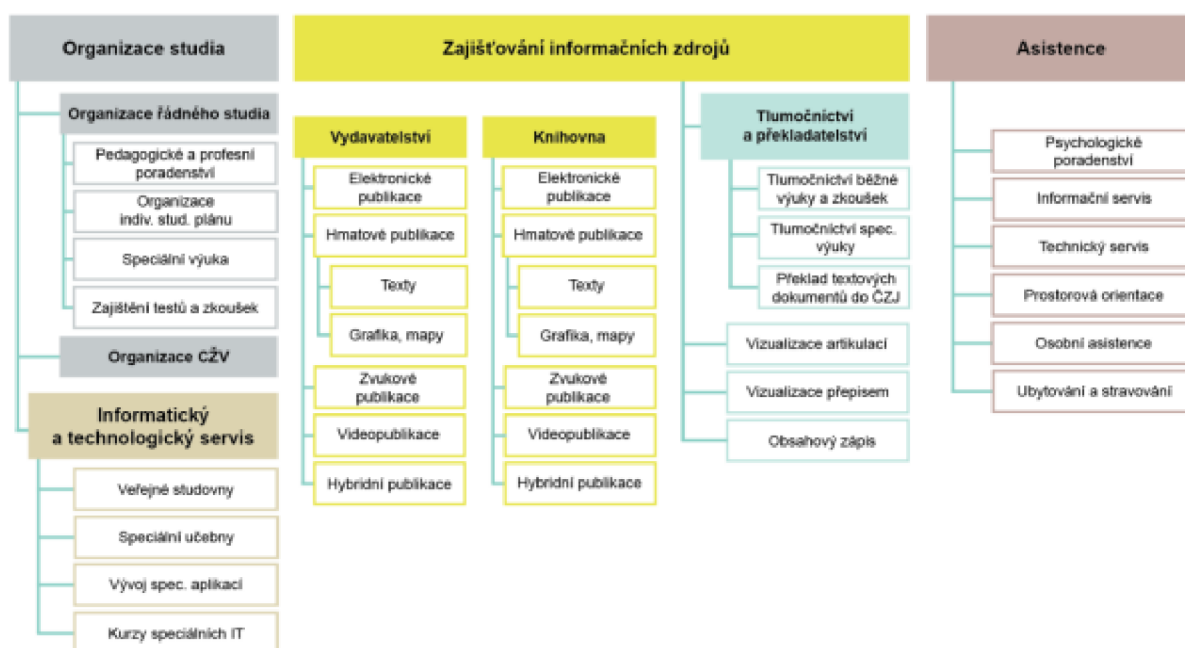 Organizace studia
Organizace řádného studia
Pedagogické a profesní
poradenství
Organizace
indiv. stud. plánu
Speciální výuka
Zajištění testů a zkoušek
Organizace CŽV
Informatický
a technologický servis
Veřejné studovny
Speciální učebny
Vývoj spec. aplikací
Kurzy speciálních IT
Zajišťování informačních zdrojů
Vydavatelství
Elektronické
publikace
Hmatové publikace
Texty
Grafika, mapy
Zvukové
publikace
Videopublikace
Hybridní publikace
Knihovna
Elektronické
publikace
Hmatové publikace
Texty
Grafika, mapy
Zvukové
publikace
Videopublikace
Hybridní publikace
Tlumočnictví
a překladatelství
Tlumočnictví běžné
výuky a zkoušek
Tlumočnictví spec.
výuky
Překlad textových
dokumentů do ČZJ
Vizualizace artikulací
Vizualizace přepisem
Obsahový zápis
Asistence
Psychologické
poradenství
Informační servis
Technický servis
Prostorová orientace
Osobní asistence
Ubytování a stravování